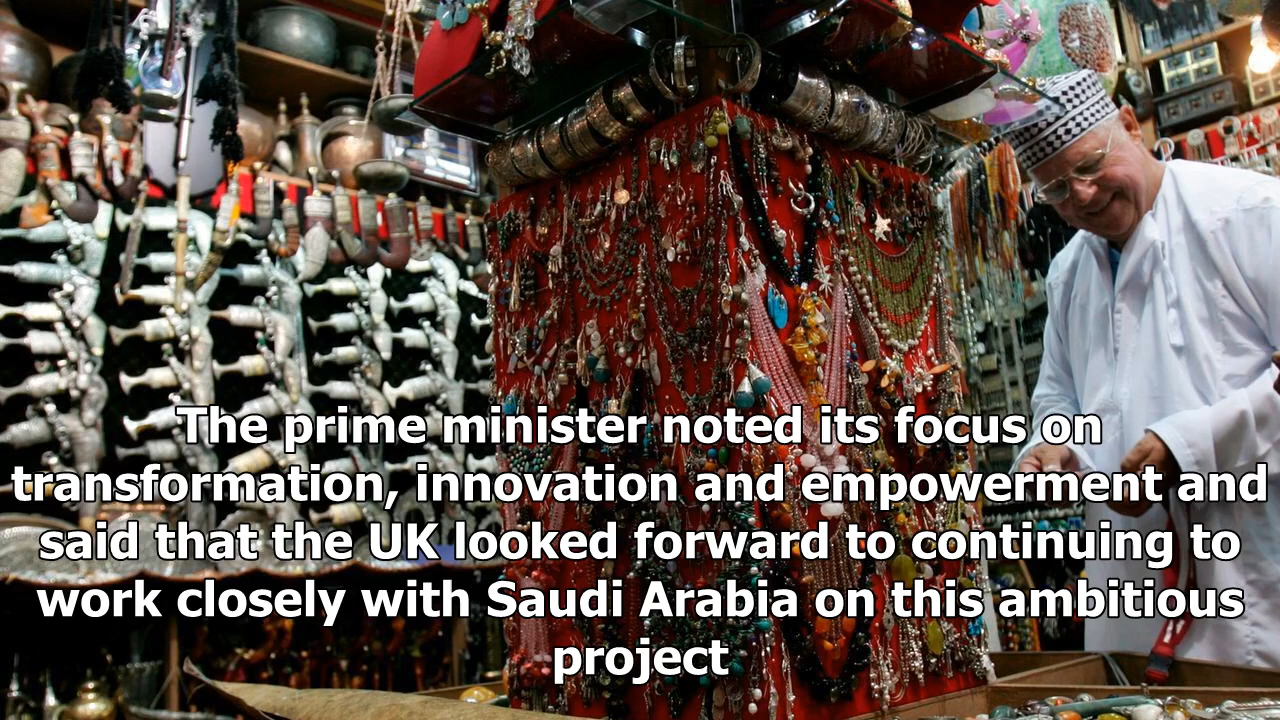 The prime minister noted its focus on
transformation, innovation and empowerment and
said that the UK looked forward to continuing to
work closely with Saudi Arabia on this ambitious
project